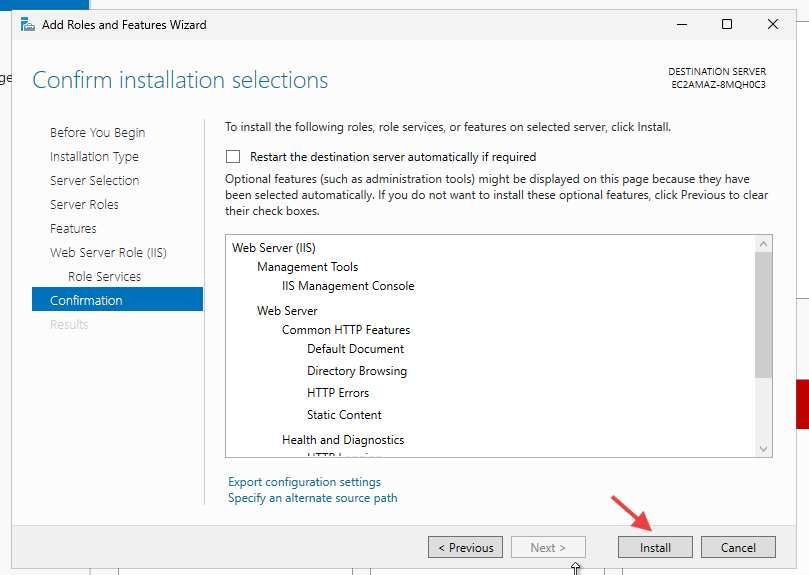 Add Roles and Features Wizard
Confirm installation selections
DESTINATION SERVER
EC2AMAZ-8MQH0C3
Before You Begin
Installation Type
Server Selection
Server Roles
Features
Web Server Role (IIS)
Role Services
Confirmation
Results
To install the following roles, role services, or features on selected server, click Install.
Restart the destination server automatically if required
Optional features (such as administration tools) might be displayed on this page because they have
been selected automatically. If you do not want to install these optional features, click Previous to clear
their check boxes.
Web Server (IIS)
Management Tools
IIS Management Console
Web Server
Common HTTP Features
Default Document
Directory Browsing
HTTP Errors
Static Content
Health and Diagnostics
Export configuration settings
Specify an alternate source path
< Previous
Next >
Install
Cancel